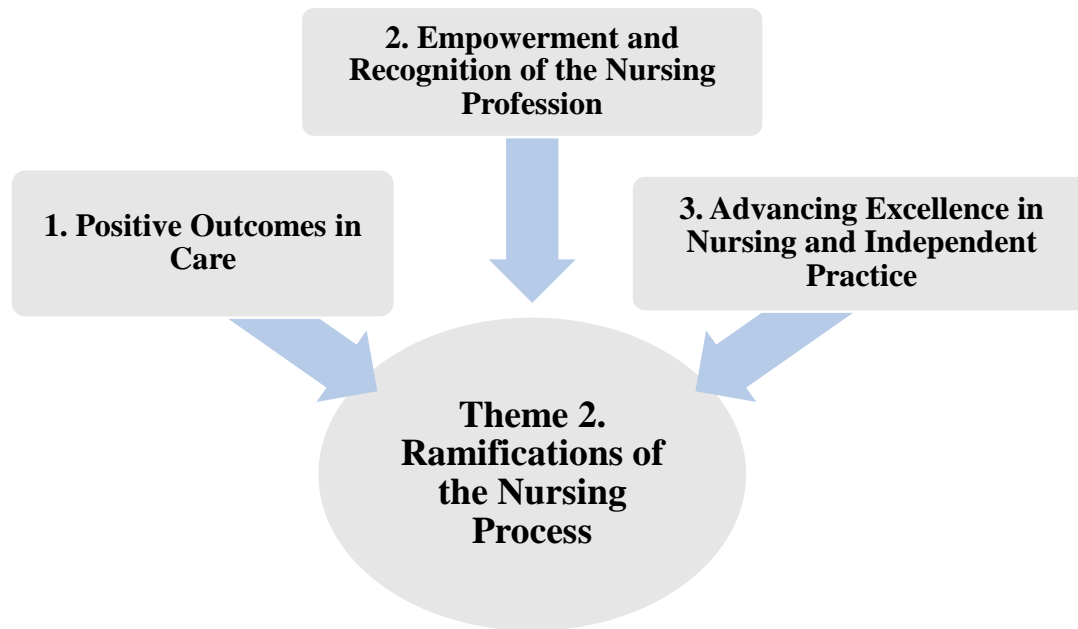 1. Positive Outcomes in
Care
2. Empowerment and
Recognition of the Nursing
Profession
3. Advancing Excellence in
Nursing and Independent
Practice
Theme 2.
Ramifications of
the Nursing
Process